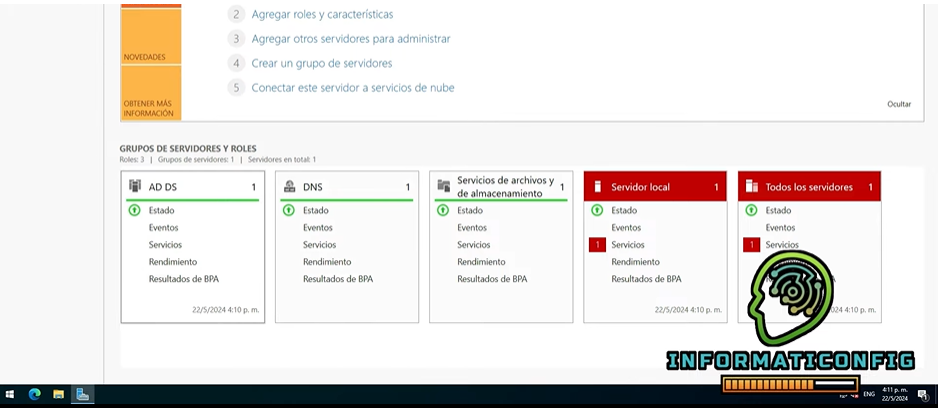 2 Agregar roles y características
3 Agregar otros servidores para administrar
NOVEDADES
4 Crear un grupo de servidores
5 Conectar este servidor a servicios de nube
OBTENER MÁS
INFORMACIÓN
Ocultar
GRUPOS DE SERVIDORES Y ROLES
Roles: 3 | Grupos de servidores: 1 | Servidores en total: 1
AD DS 1
Estado
Eventos
Servicios
Rendimiento
Resultados de BPA
22/5/2024 4:10 p. m.
DNS 1
Estado
Eventos
Servicios
Rendimiento
Resultados de BPA
Servicios de archivos y
de almacenamiento 1
Estado
Eventos
Servicios
Rendimiento
Resultados de BPA
Servidor local 1
Estado
Eventos
1 Servicios
Rendimiento
Resultados de BPA
22/5/2024 4:10 p. m.
Todos los servidores 1
Estado
Eventos
1 Servicios
4:10 p. m.
INFORMATICONFIG
ENG
4:11 p. m.
22/5/2024